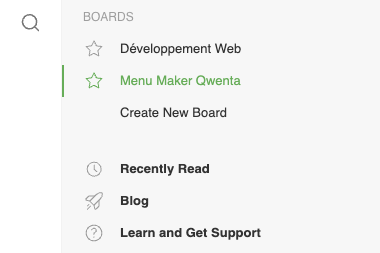 BOARDS
Développement Web
Menu Maker Qwenta
Create New Board
Recently Read
Blog
Learn and Get Support